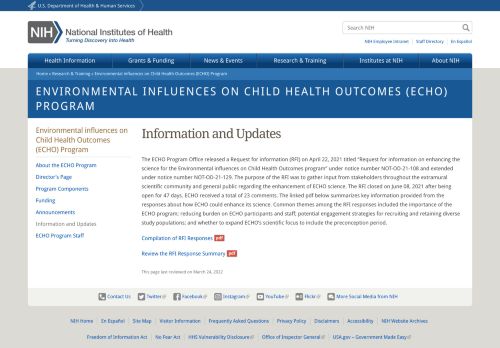 U.S. Department of Health & Human Services
NIH National Institutes of Health
Turning Discovery Into Health
Search NIH
NIH Employee Intranet | Staff Directory | En Español
Health Information Grants & Funding News & Events Research & Training Institutes at NIH About NIH
Home » Research & Training » Environmental influences on Child Health Outcomes (ECHO) Program
ENVIRONMENTAL INFLUENCES ON CHILD HEALTH OUTCOMES (ECHO)
PROGRAM
Environmental influences on
Child Health Outcomes
(ECHO) Program
About the ECHO Program
Director's Page
Program Components
Funding
Announcements
Information and Updates
ECHO Program Staff
Information and Updates
The ECHO Program Office released a Request for information (RFI) on April 22, 2021 titled "Request for information on enhancing the
science for the Environmental influences on Child Health Outcomes program" under notice number NOT-OD-21-108 and extended
under notice number NOT-OD-21-129. The purpose of the RFI was to gather input from stakeholders throughout the extramural
scientific community and general public regarding the enhancement of ECHO science. The RFI closed on June 08, 2021 after being
open for 47 days. ECHO received a total of 23 comments. The linked pdf below summarizes key information provided from the
responses about how ECHO could enhance its science. Common themes among the RFI responses included the importance of the
ECHO program; reducing burden on ECHO participants and staff; potential engagement strategies for recruiting and retaining diverse
study populations; and whether to expand ECHO's scientific focus to include the preconception period.
Compilation of RFI Responses pdf
Review the RFI Response Summary pdf
This page last reviewed on March 24, 2022
Contact Us Twitter Facebook Instagram YouTube Flickr More Social Media from NIH
NIH Home En Español Site Map Visitor Information Frequently Asked Questions Privacy Policy Disclaimers Accessibility NIH Website Archives
Freedom of Information Act No Fear Act HHS Vulnerability Disclosure Office of Inspector General USA.gov – Government Made Easy